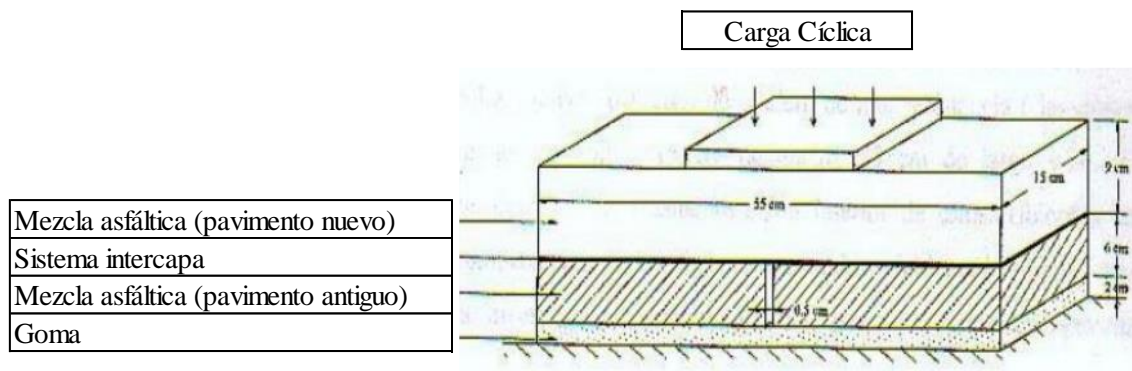 Carga Cíclica
Mezcla asfáltica (pavimento nuevo)
Sistema intercapa
Mezcla asfáltica (pavimento antiguo)
Goma
55 cm
15 cm
9 cm
6 cm
2 cm
0,5 cm